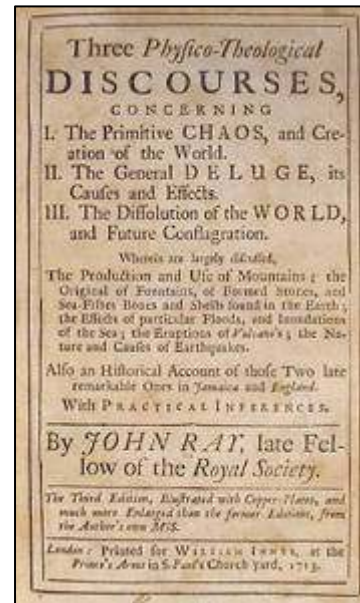 Three Physico-Theological
DISCOURSES,
CONCERNING
I. The Primitive CHAOS, and Cre-
ation of the World.
II. The General DELUGE, its
Causes and Effects.
III. The Dissolution of the WORLD,
and Future Conflagration.
Wherein are largely discussed,
The Production and Use of Mountains; the
Original of Fountains, of Formed Stones, and
Sea-Fishes Bones and Shells found in the Earth;
the Effects of particular Floods, and Inundations
of the Sea; the Eruptions of Vulcano's; the Na-
ture and Causes of Earthquakes.
Also an Historical Account of those Two late
remarkable Ones in Jamaica and England.
With PRACTICAL INFERENCES.
By JOHN RAY, late Fel-
low of the Royal Society.
The Third Edition, Illustrated with Copper-Plates, and
much more Enlarged than the former Editions, from
the Author's own MSS.
London: Printed for WILLIAM INNYS, at the
Prince's Arms in S. Paul's Church yard, 1713.